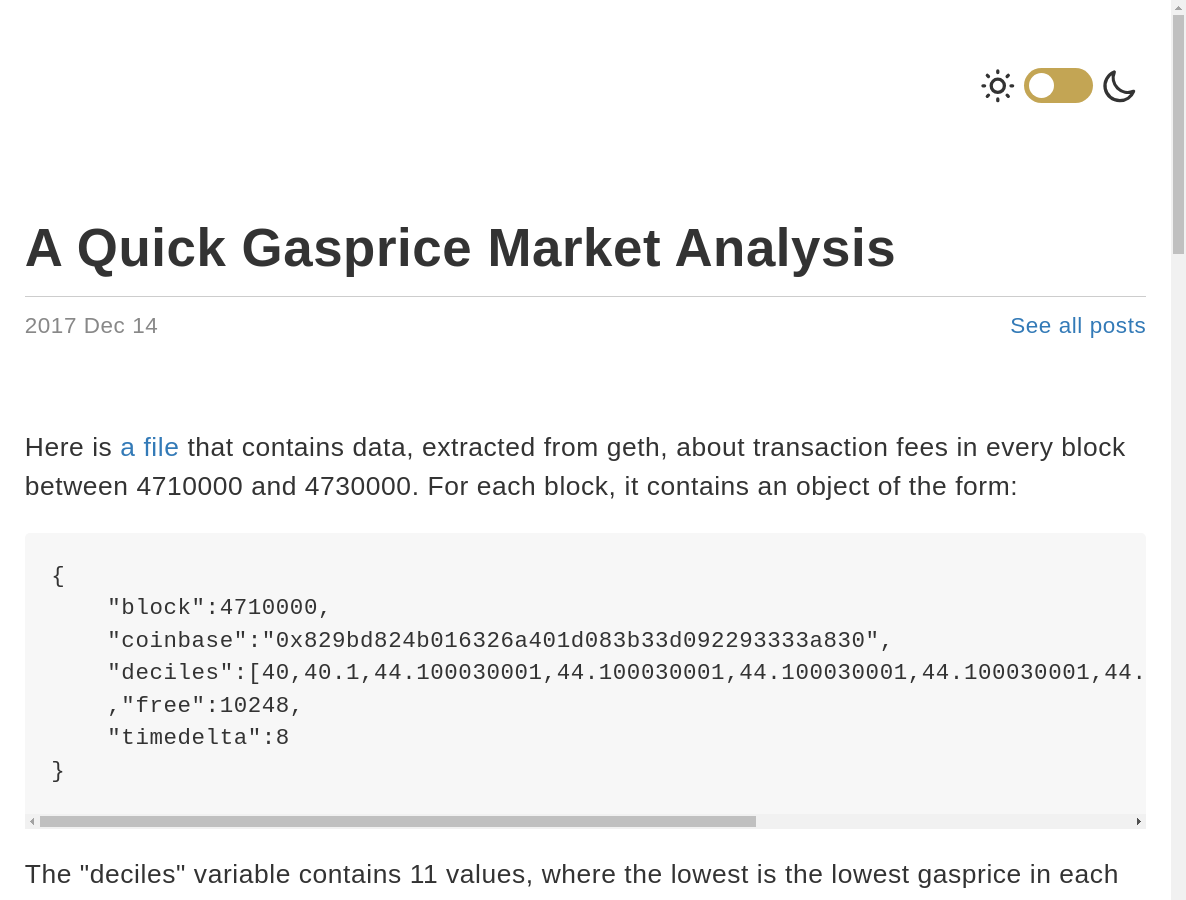 A Quick Gasprice Market Analysis
2017 Dec 14
See all posts
Here is a file that contains data, extracted from geth, about transaction fees in every block
between 4710000 and 4730000. For each block, it contains an object of the form:
{
    "block":4710000,
    "coinbase":"0x829bd824b016326a401d083b33d092293333a830",
    "deciles":[40,40.1,44.100030001,44.100030001,44.100030001,44.100030001,44.
    ,"free":10248,
    "timedelta":8
}
The "deciles" variable contains 11 values, where the lowest is the lowest gasprice in each